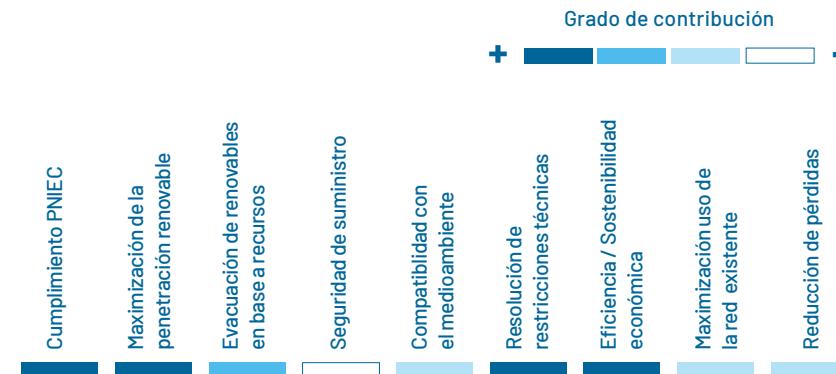 Grado de contribución
+
Cumplimiento PNIEC
Maximización de la
penetración renovable
Evacuación de renovables
en base a recursos
Seguridad de suministro
Compatiblidad con
el medioambiente
Resolución de
restricciones técnicas
Eficiencia / Sostenibilidad
económica
Maximización uso de
la red existente
Reducción de pérdidas